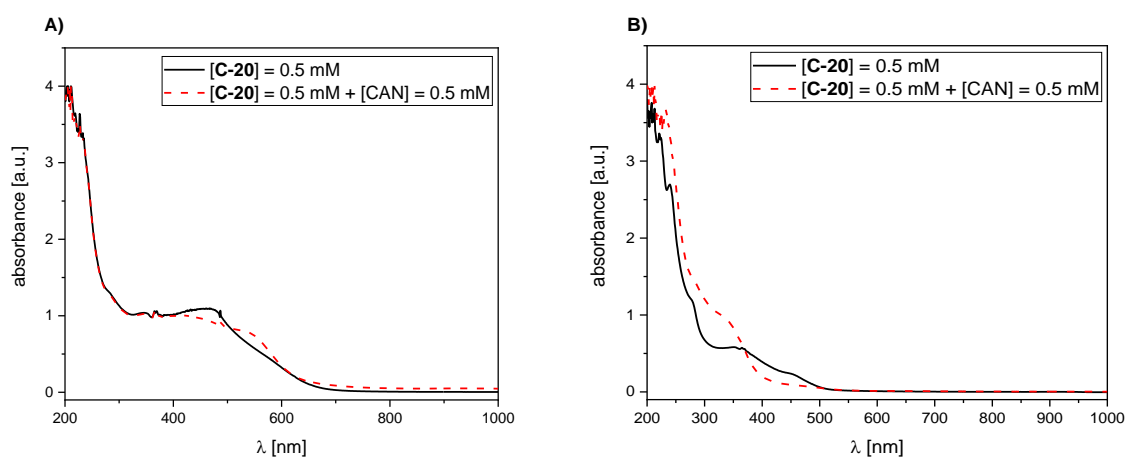 A)
[C-20] = 0.5 mM
[C-20] = 0.5 mM + [CAN] = 0.5 mM
4
3
2
1
0
absorbance [a.u.]
200 400 600 800 1000
λ [nm]
B)
[C-20] = 0.5 mM
[C-20] = 0.5 mM + [CAN] = 0.5 mM
4
3
2
1
0
absorbance [a.u.]
200 300 400 500 600 700 800 900 1000
λ [nm]